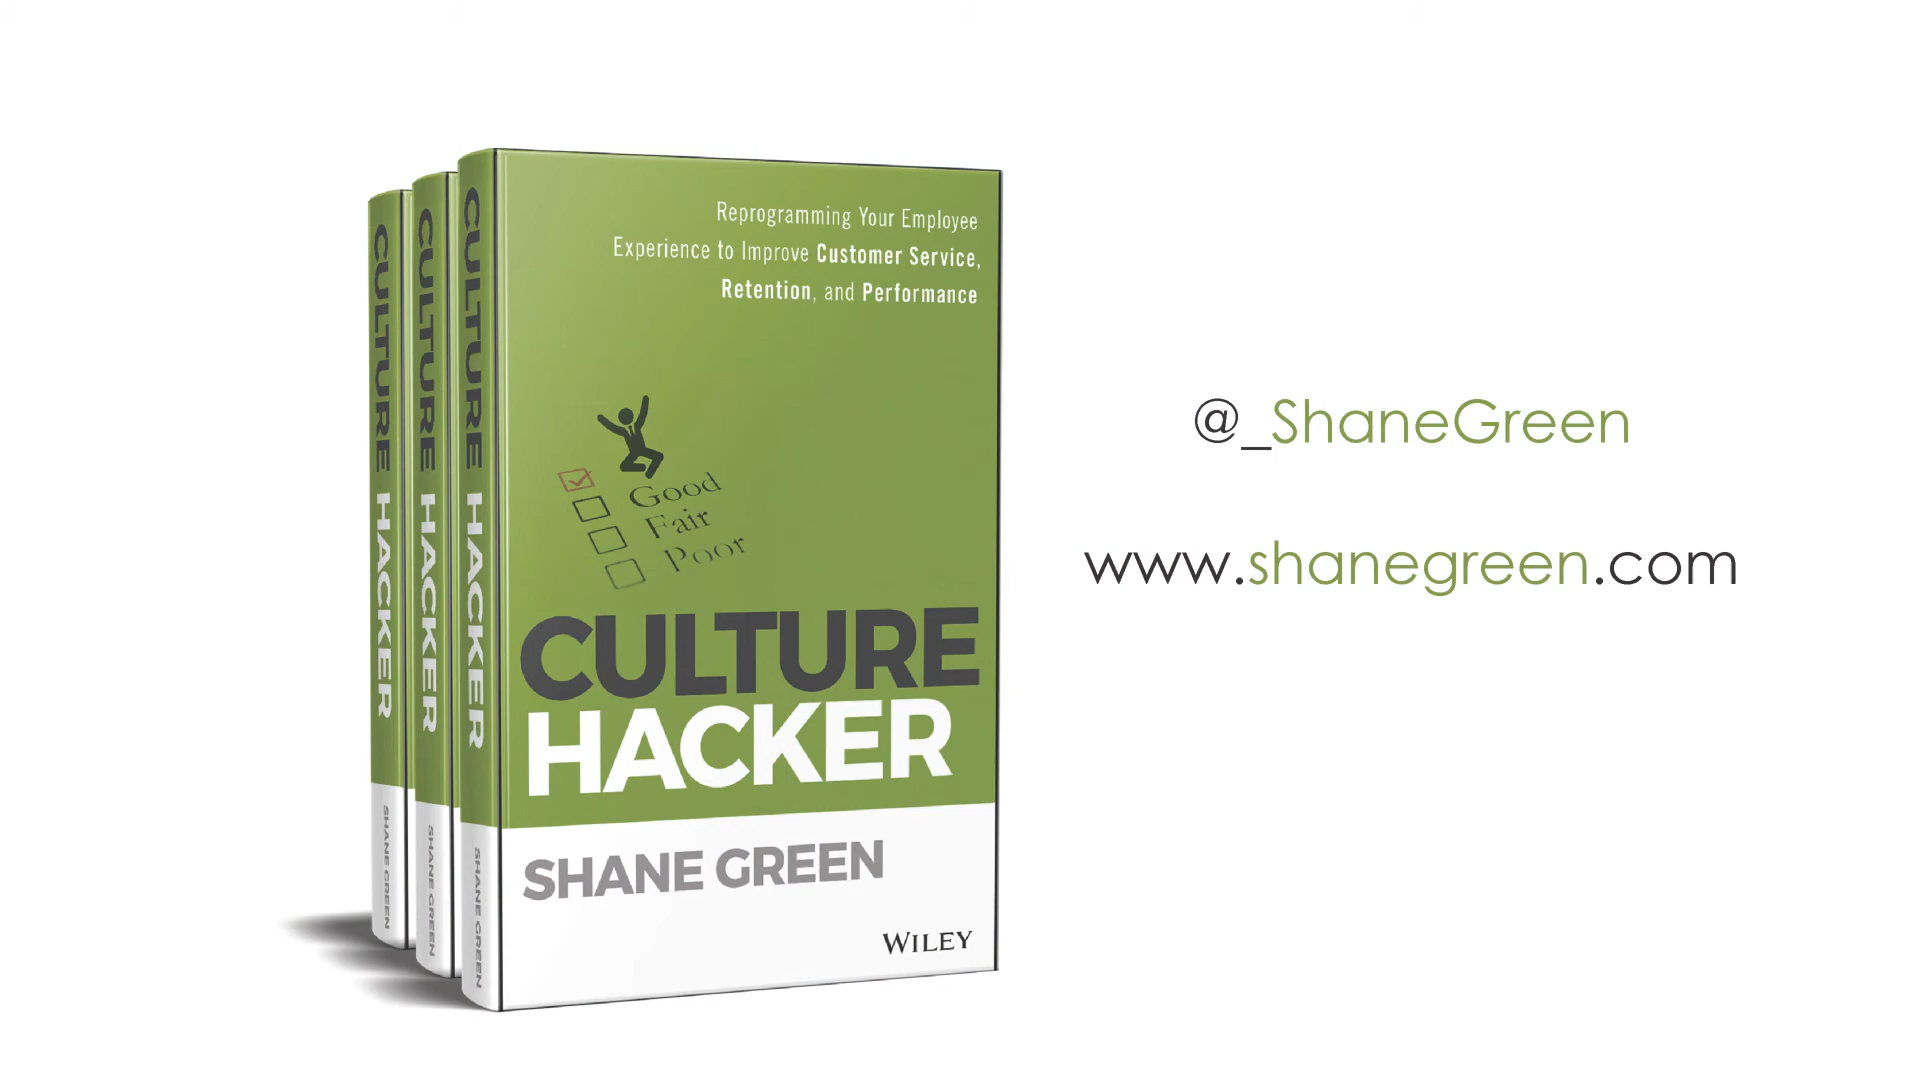 Reprogramming Your Employee
Experience to Improve Customer Service,
Retention, and Performance
Good
Fair
Poor
CULTURE
HACKER
SHANE GREEN
WILEY
CULTURE HACKER
SHANE GREEN
CULTURE HACKER
SHANE GREEN
CULTURE HACKER
SHANE GREEN
@_ShaneGreen
www.shanegreen.com